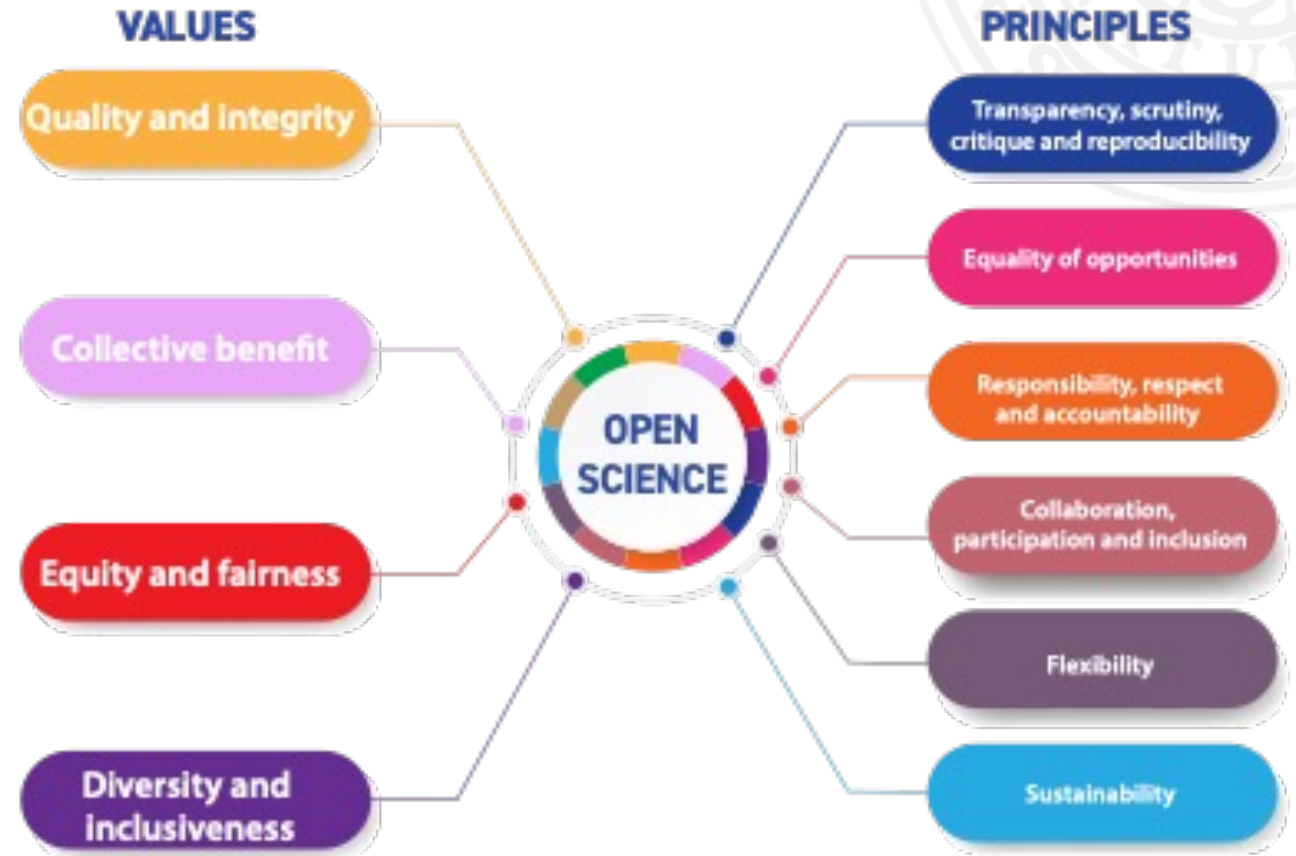 VALUES
Quality and integrity
Collective benefit
Equity and fairness
Diversity and
inclusiveness
OPEN
SCIENCE
PRINCIPLES
Transparency, scrutiny,
critique and reproducibility
Equality of opportunities
Responsibility, respect
and accountability
Collaboration,
participation and inclusion
Flexibility
Sustainability